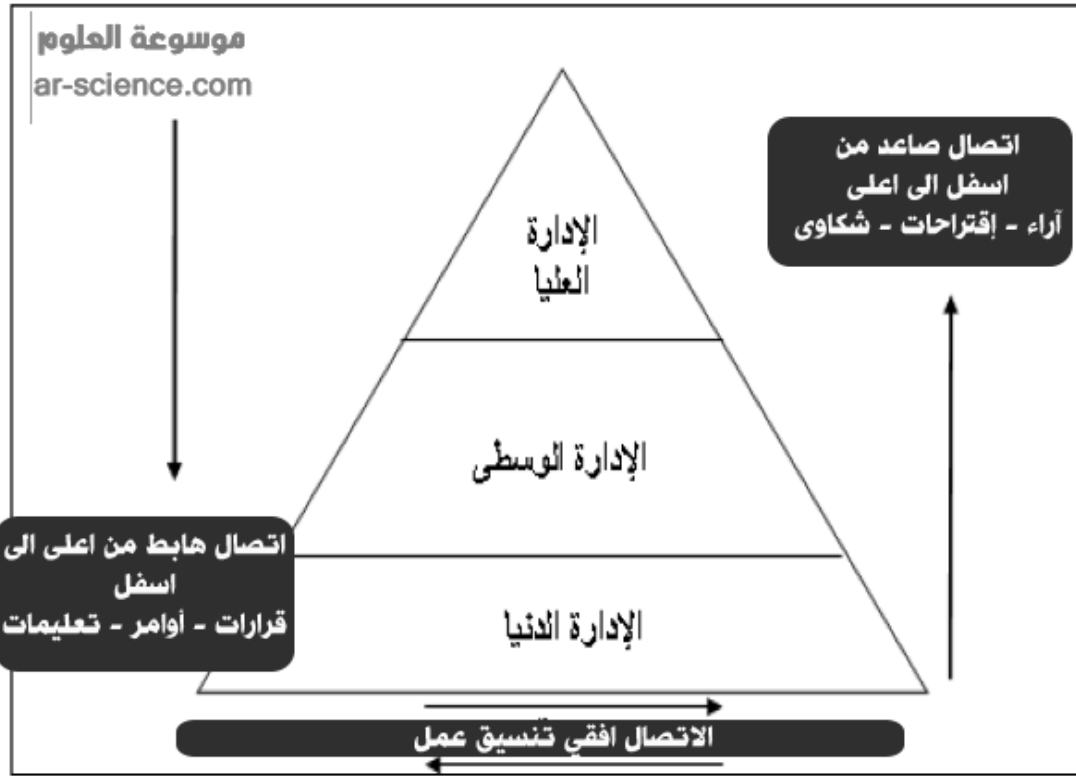 موسوعة العلوم
ar-science.com
اتصال صاعد من
اسفل الى اعلى
آراء - إقتراحات - شكاوى
الإدارة
العليا
الإدارة الوسطى
اتصال هابط من اعلى الى
اسفل
قرارات - أوامر - تعليمات
الإدارة الدنيا
الاتصال افقي تنسيق عمل